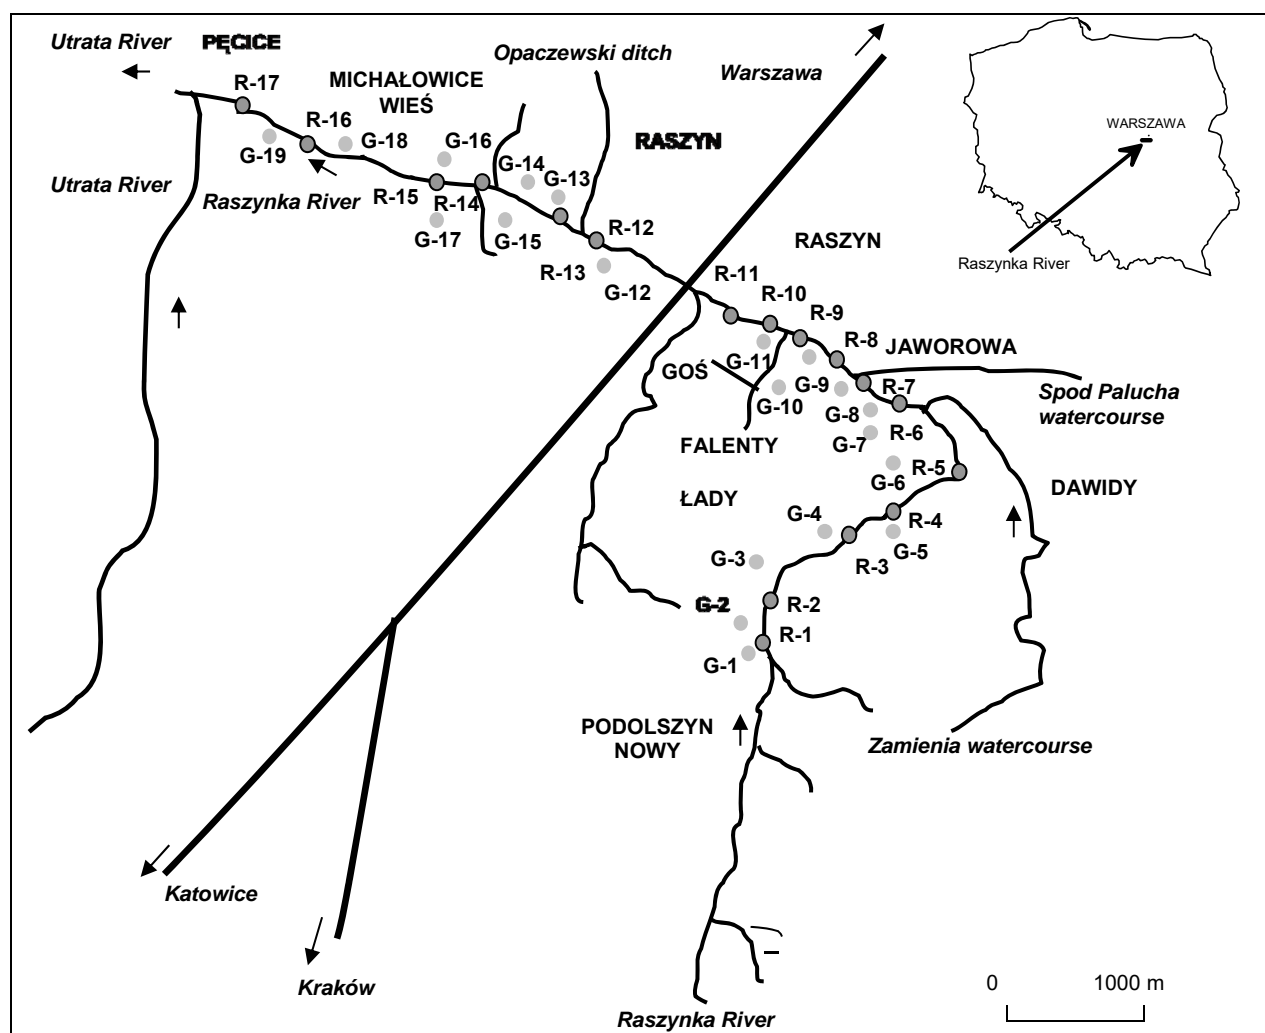 Utrata River
PĘCICE
Opaczewski ditch
Warszawa
R-17
MICHAŁOWICE
WIEŚ
R-16
G-18
G-16
RASZYN
WARSZAWA
G-19
G-14
G-13
Utrata River
Raszynka River
R-15
R-14
G-17
G-15
R-12
RASZYN
R-13
G-12
Raszynka River
R-11
R-10
R-9
R-8
JAWOROWA
GOŚ
G-11
G-9
R-7
Spod Palucha
watercourse
G-10
G-8
R-6
G-7
FALENTY
R-5
G-6
DAWIDY
ŁADY
G-4
R-4
G-5
G-3
R-3
G-2
R-2
R-1
G-1
PODOLSZYN
NOWY
Zamienia watercourse
Katowice
Kraków
0
1000 m
Raszynka River